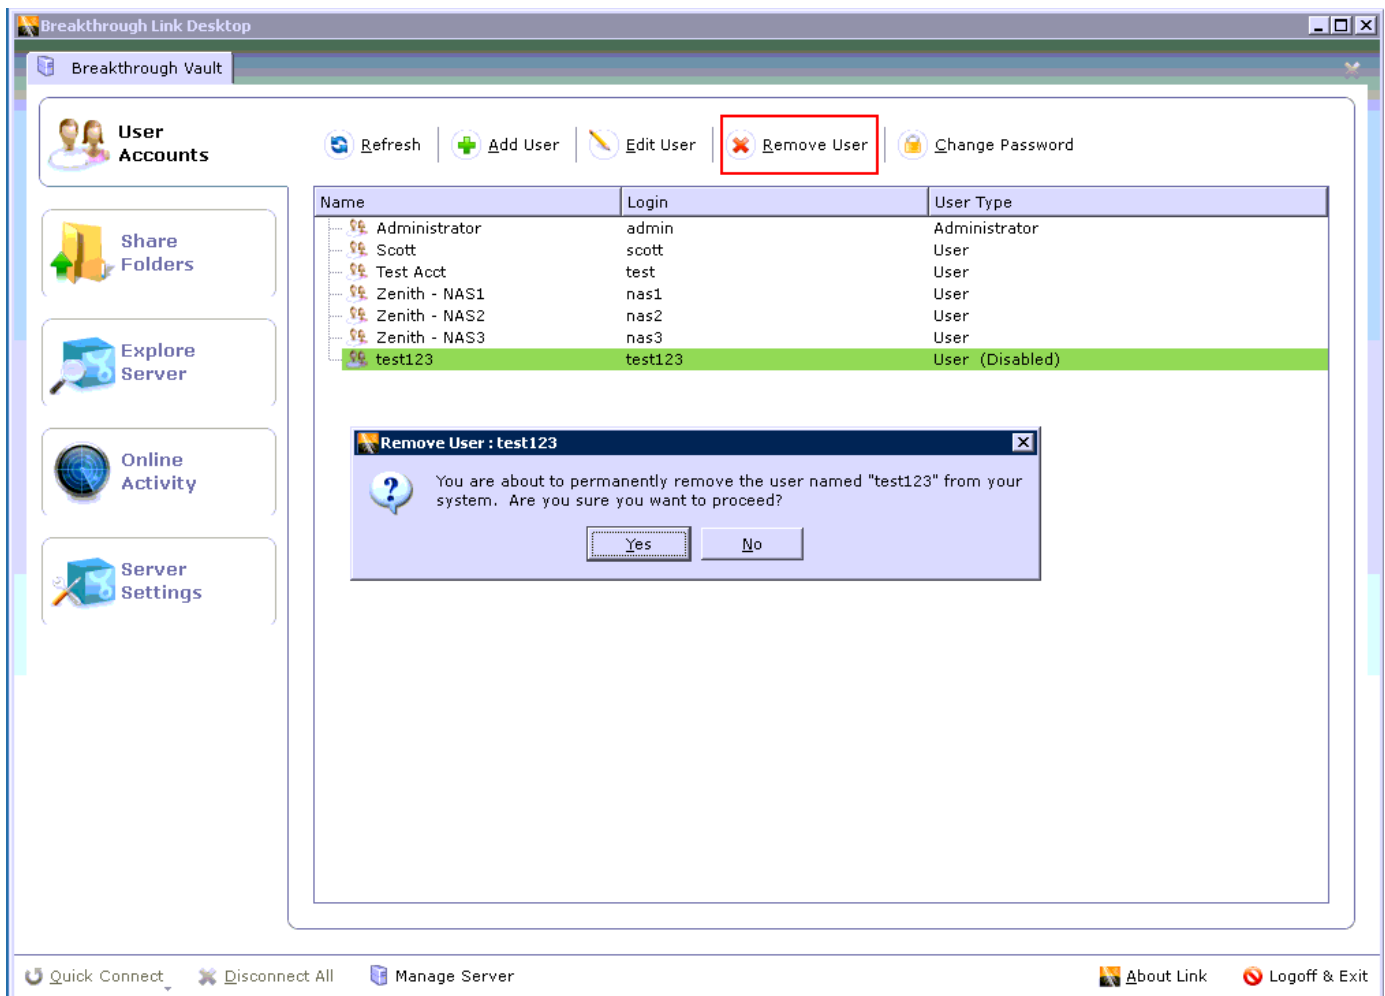 Breakthrough Link Desktop
Breakthrough Vault
User
Accounts
Refresh
Add User
Edit User
Remove User
Change Password
Share
Folders
Explore
Server
Online
Activity
Server
Settings
Name Login User Type
Administrator admin Administrator
Scott scott User
Test Acct test User
Zenith - NAS1 nas1 User
Zenith - NAS2 nas2 User
Zenith - NAS3 nas3 User
test123 test123 User (Disabled)
Remove User : test123
You are about to permanently remove the user named "test123" from your
system. Are you sure you want to proceed?
Yes No
Quick Connect Disconnect All Manage Server About Link Logoff & Exit